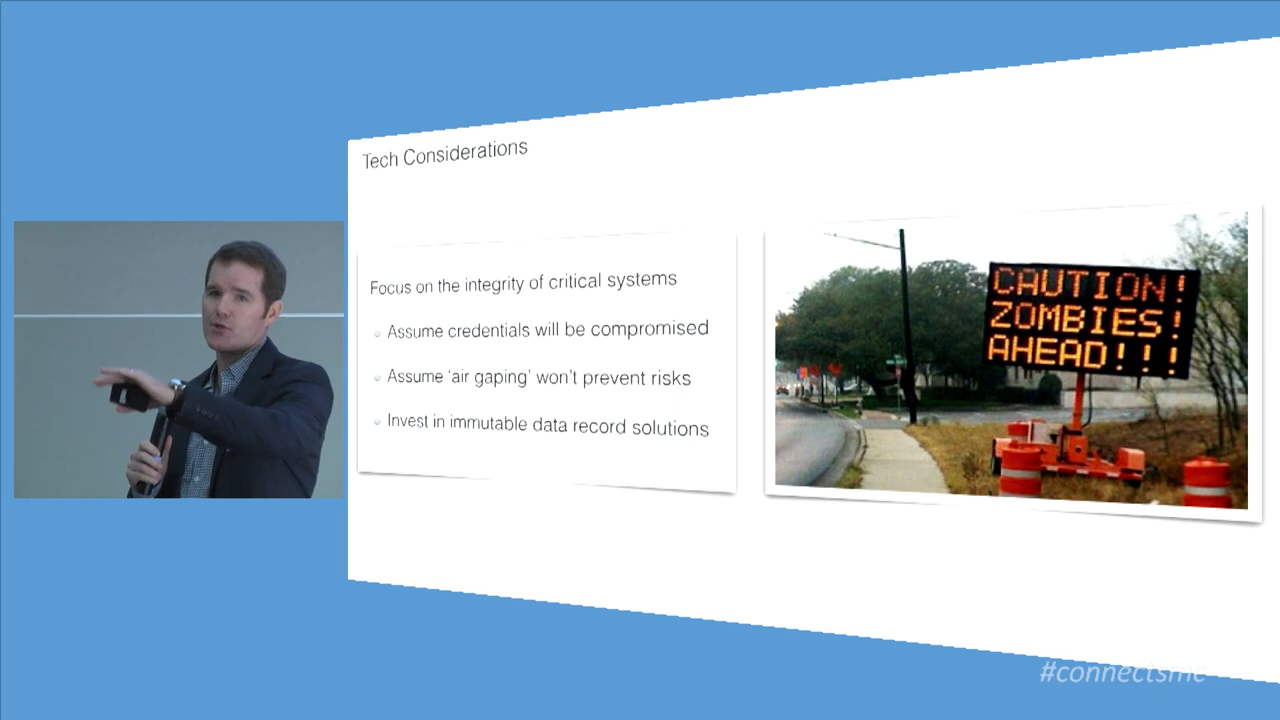 Tech Considerations
Focus on the integrity of critical systems
Assume credentials will be compromised
Assume ‘air gaping’ won’t prevent risks
Invest in immutable data record solutions
CAUTION!
ZOMBIES!
AHEAD!!!
#connectsmc